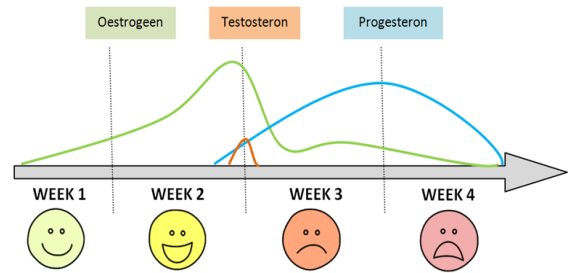 Oestrogeen
Testosteron
Progesteron
WEEK 1
WEEK 2
WEEK 3
WEEK 4